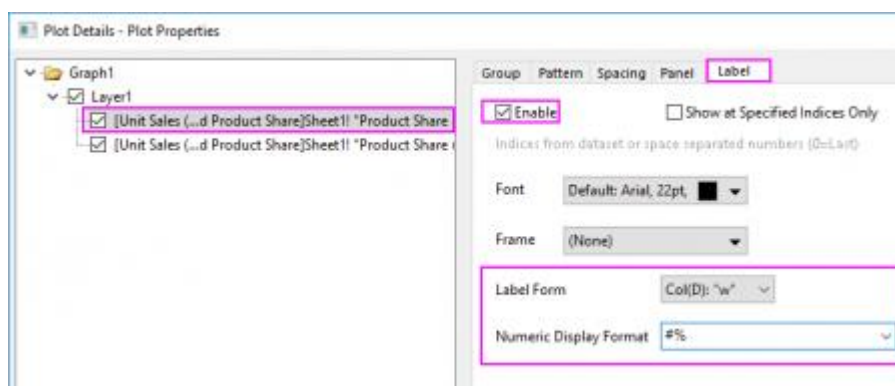 Plot Details - Plot Properties
Graph1
Layer1
[Unit Sales (...d Product Share]Sheet1! "Product Share
[Unit Sales (...d Product Share]Sheet1! "Product Share
Group Pattern Spacing Panel Label
Enable Show at Specified Indices Only
Indices from dataset or space separated numbers (0=Last)
Font Default: Arial, 22pt,
Frame (None)
Label Form Col(D): "w"
Numeric Display Format #%